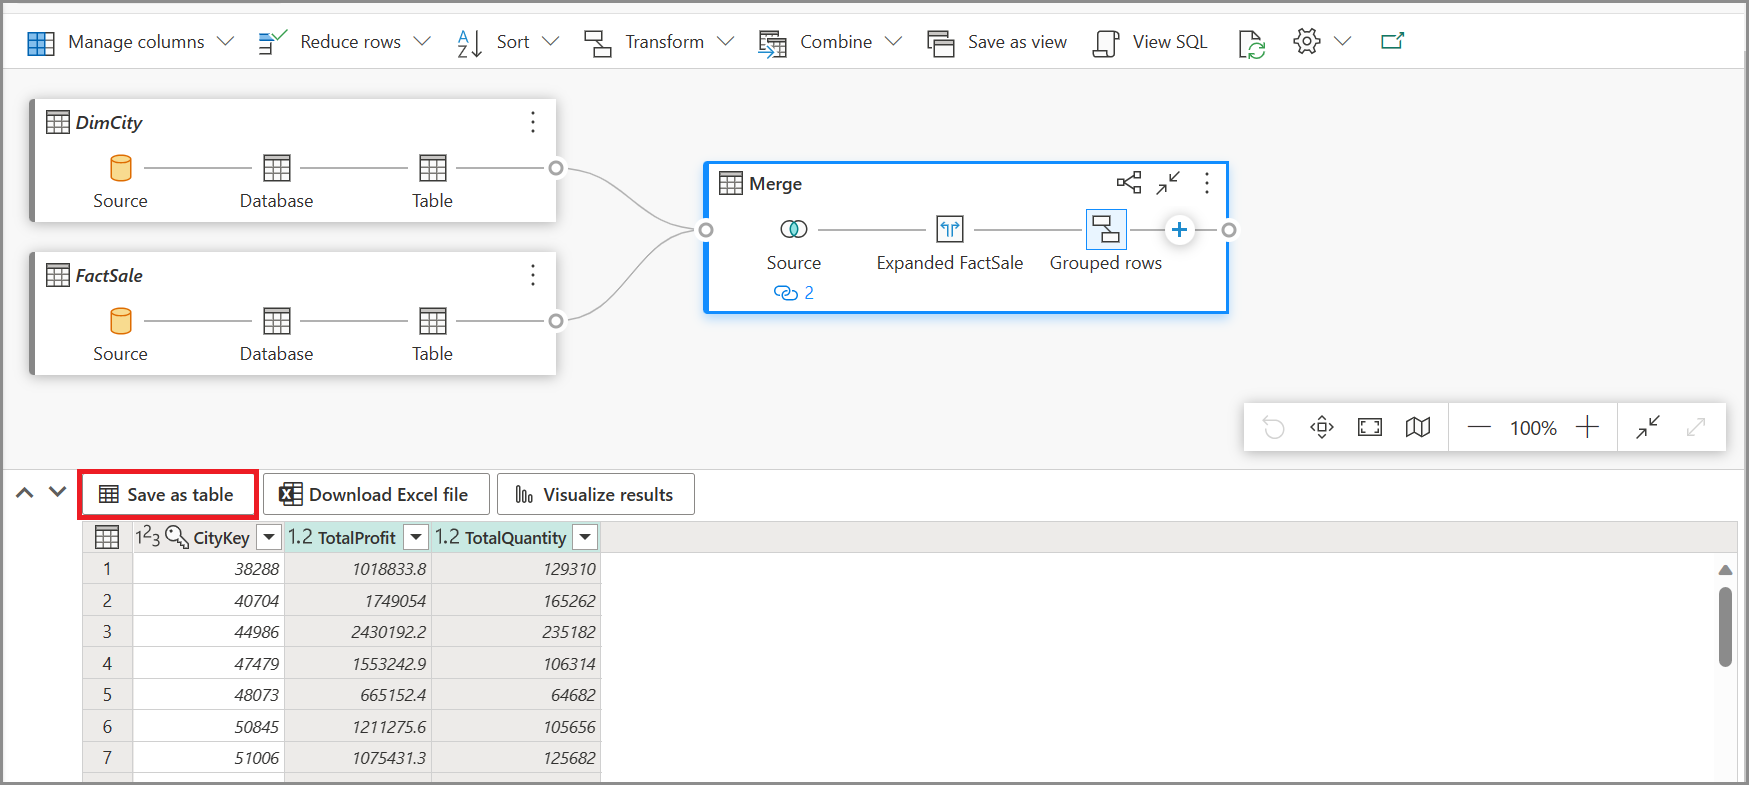 Manage columns Reduce rows Sort Transform Combine Save as view View SQL
DimCity
Source Database Table
FactSale
Source Database Table
Merge
Source Expanded FactSale Grouped rows
2
100%
Save as table Download Excel file Visualize results
123 CityKey 1.2 TotalProfit 1.2 TotalQuantity
1 38288 1018833.8 129310
2 40704 1749054 165262
3 44986 2430192.2 235182
4 47479 1553242.9 106314
5 48073 665152.4 64682
6 50845 1211275.6 105656
7 51006 1075431.3 125682